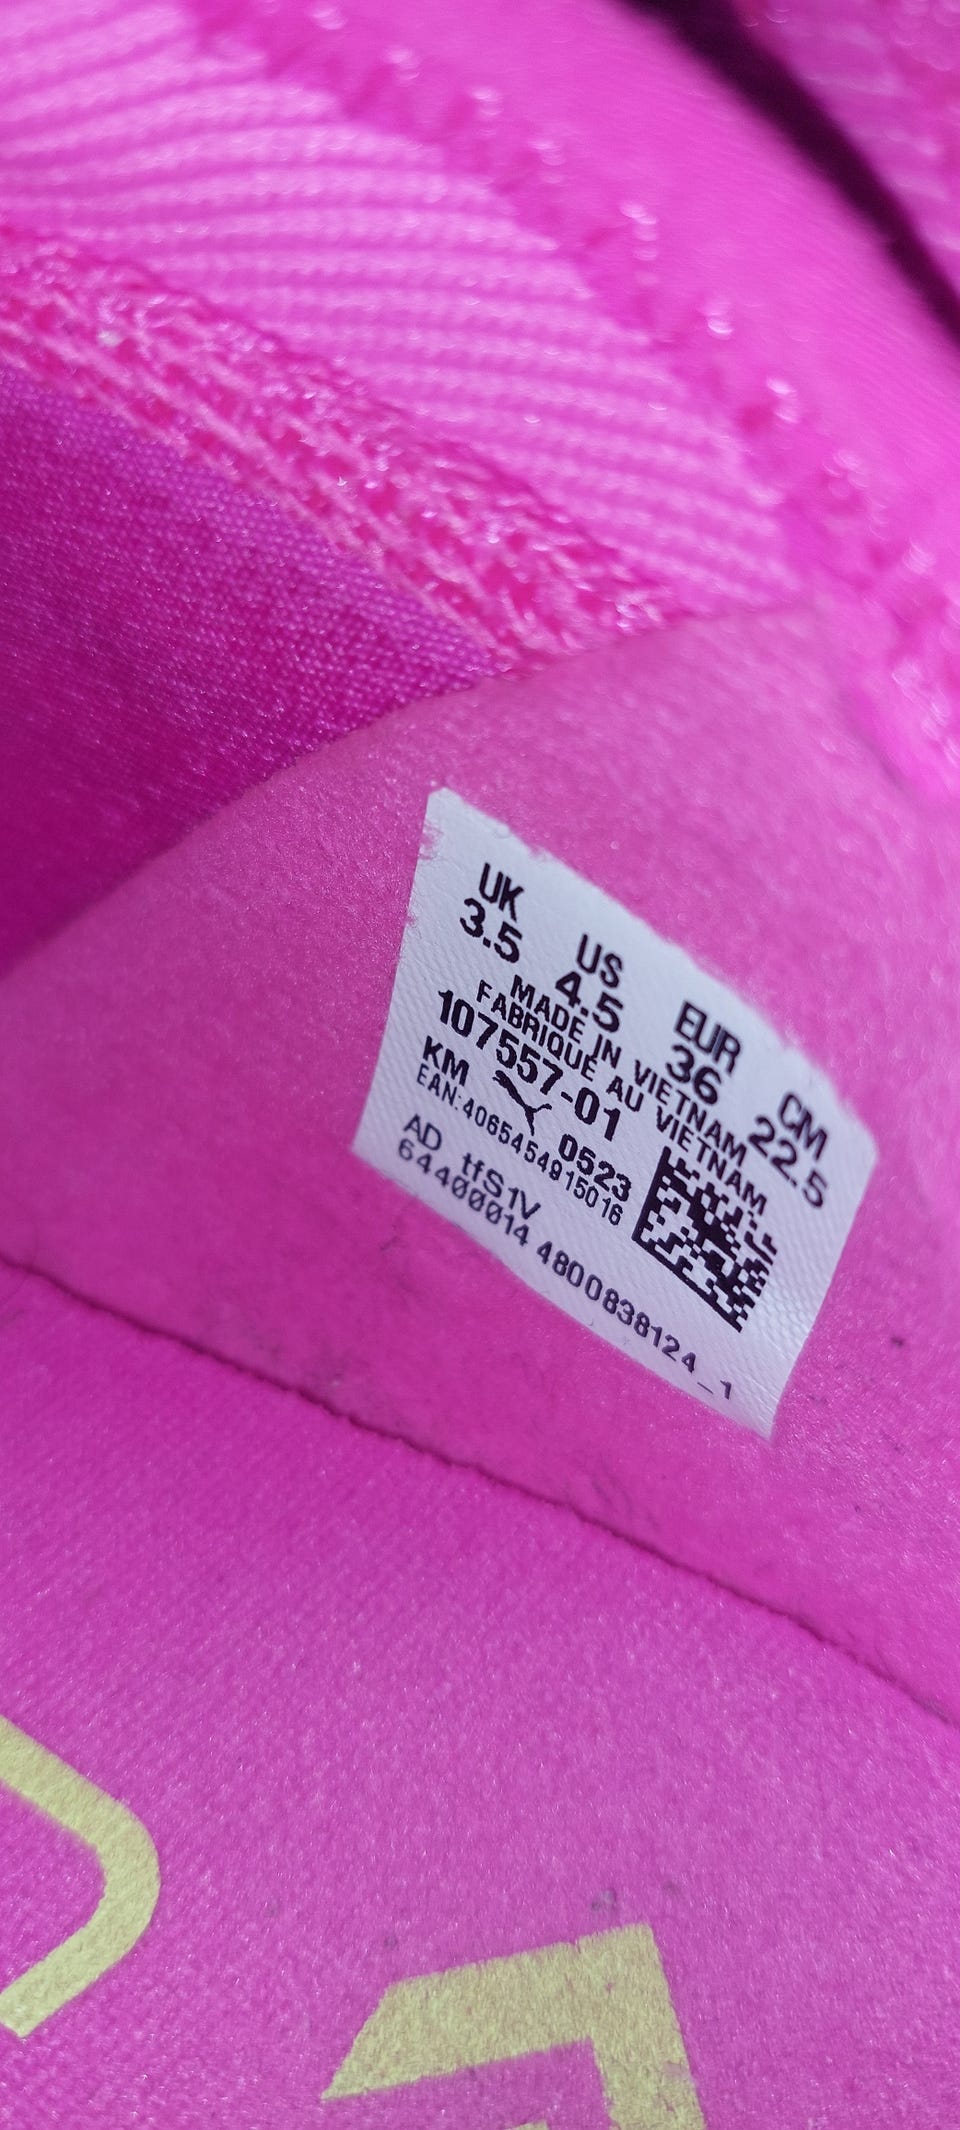 UK US EUR CM
3.5 4.5 36 22.5
MADE IN VIETNAM
FABRIQUÉ AU VIETNAM
107557-01
KM 0523
EAN:4065454915016
AD tfS1V
64400014 4800838124_1